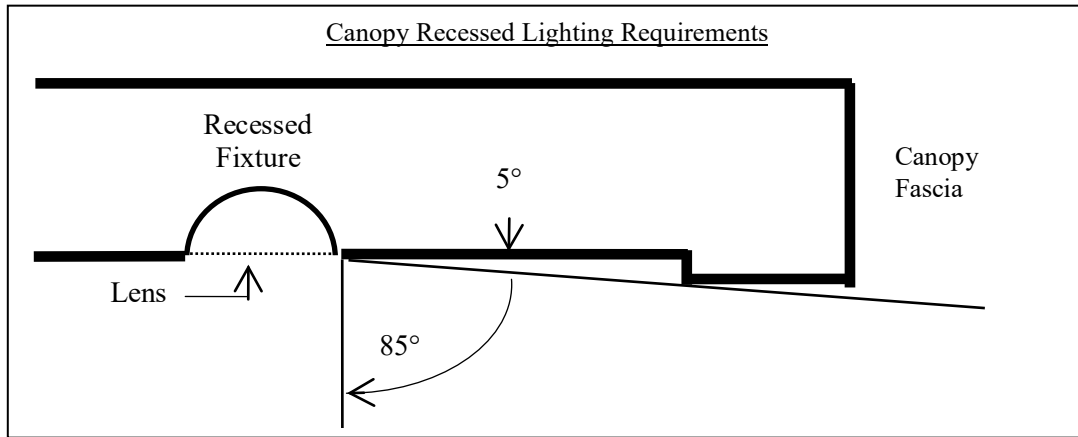 Canopy Recessed Lighting Requirements
Recessed
Fixture
5°
Canopy
Fascia
Lens
85°